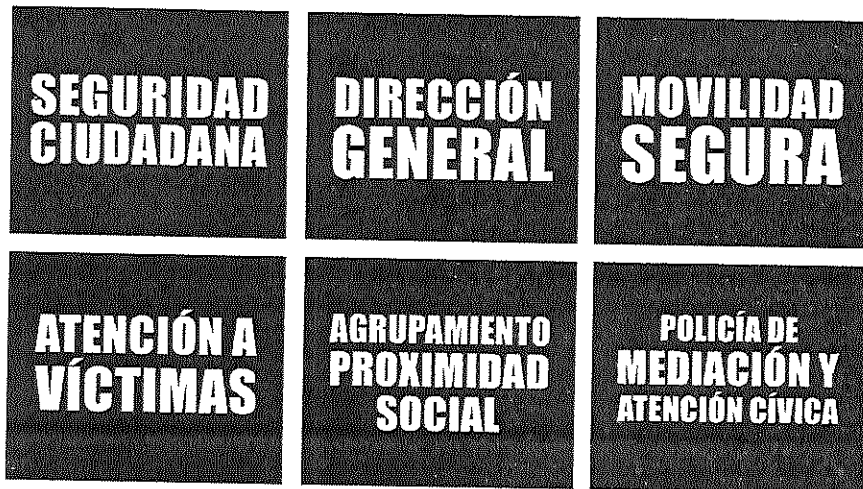 SEGURIDAD
CIUDADANA
DIRECCIÓN
GENERAL
MOVILIDAD
SEGURA
ATENCIÓN A
VÍCTIMAS
AGRUPAMIENTO
PROXIMIDAD
SOCIAL
POLICÍA DE
MEDIACIÓN Y
ATENCIÓN CÍVICA